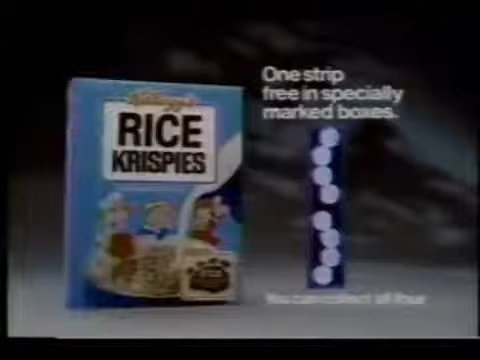 Kellogg's
RICE
KRISPIES
One strip
free in specially
marked boxes.
You can collect all four